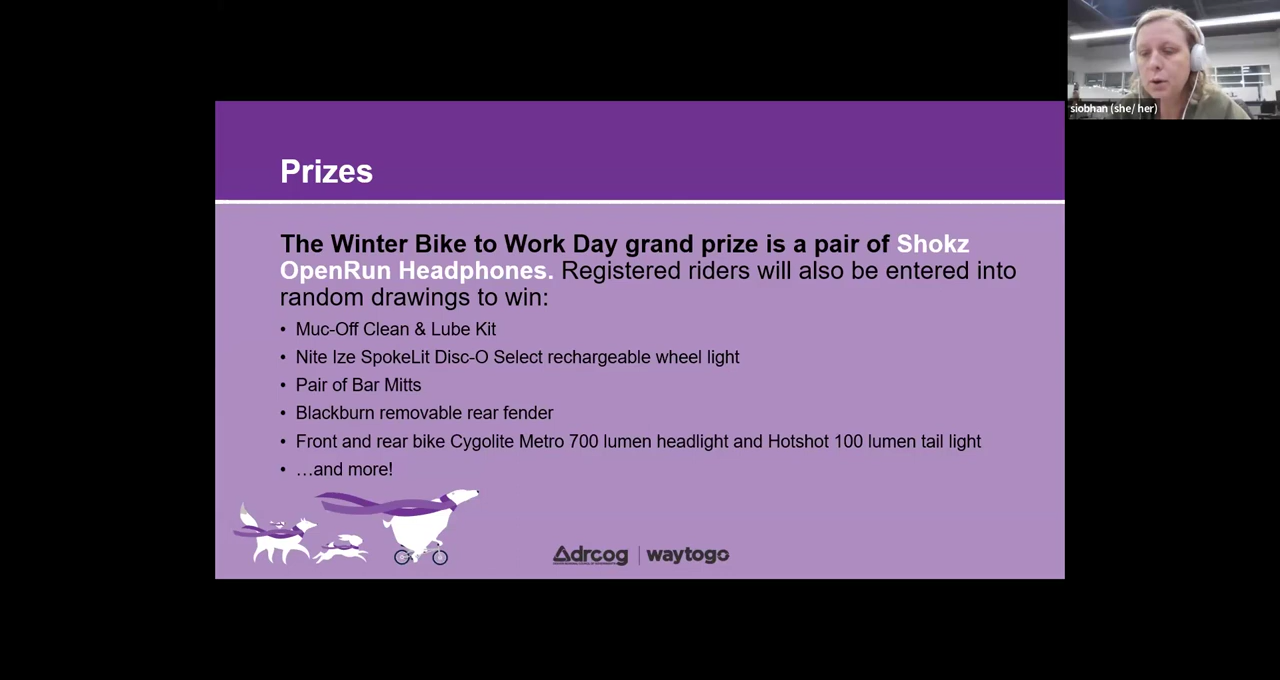 siobhan (she/ her)
Prizes
The Winter Bike to Work Day grand prize is a pair of Shokz
OpenRun Headphones. Registered riders will also be entered into
random drawings to win:
• Muc-Off Clean & Lube Kit
• Nite Ize SpokeLit Disc-O Select rechargeable wheel light
• Pair of Bar Mitts
• Blackburn removable rear fender
• Front and rear bike Cygolite Metro 700 lumen headlight and Hotshot 100 lumen tail light
• …and more!
drcog | waytogo